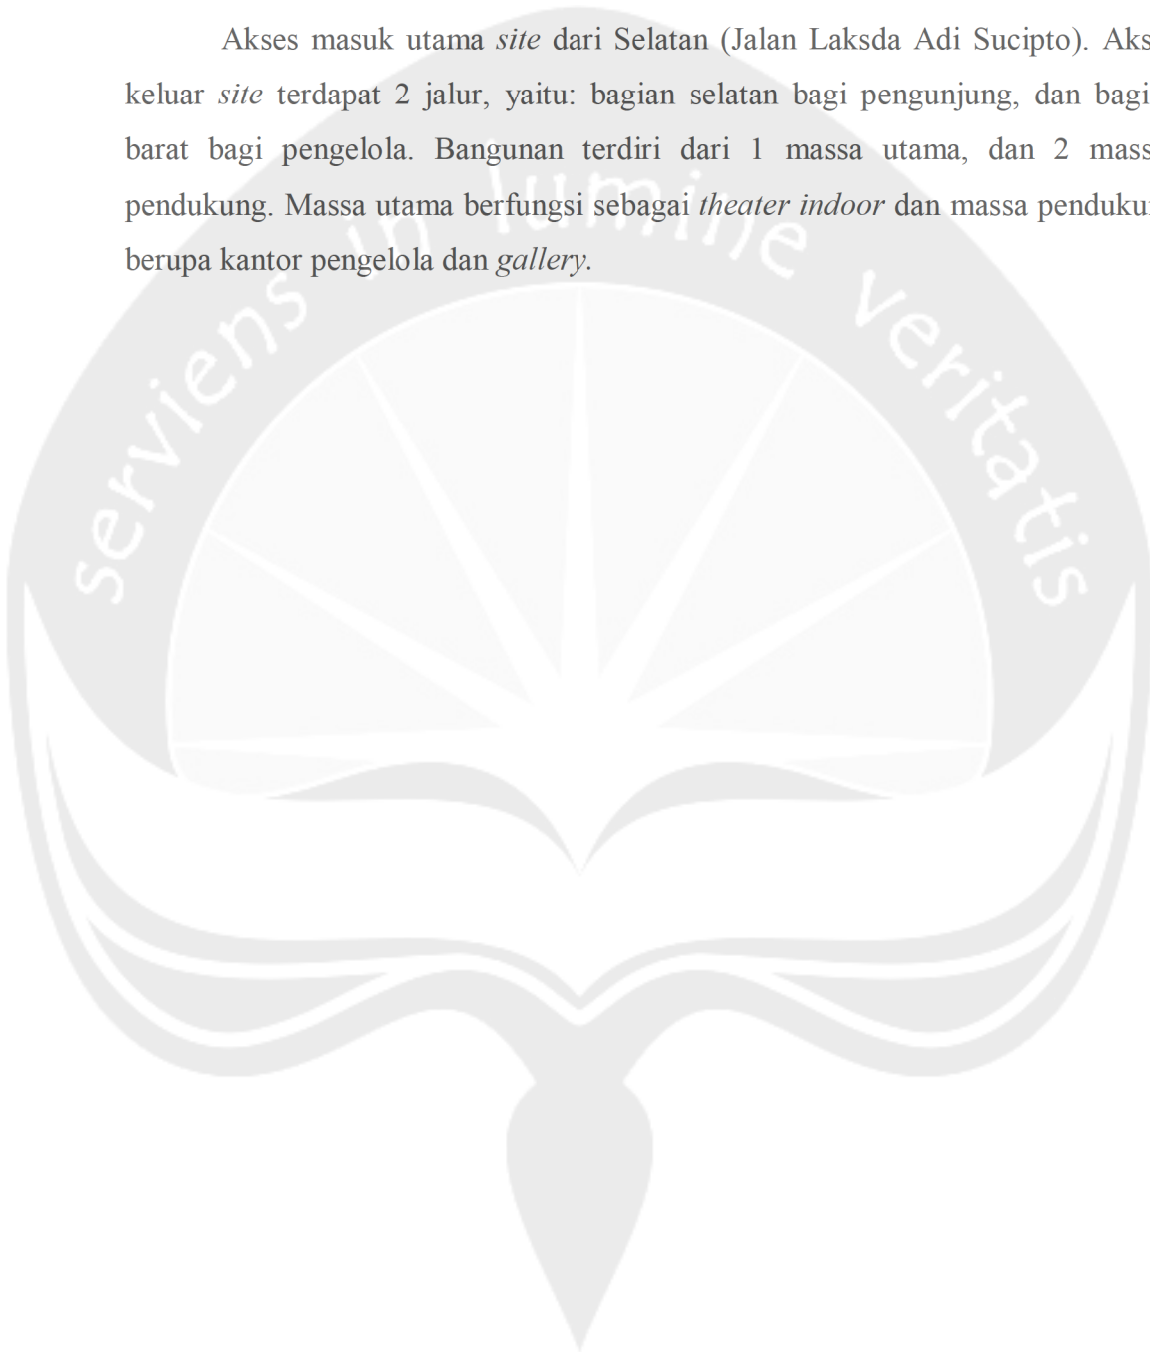 Akses masuk utama site dari Selatan (Jalan Laksda Adi Sucipto). Aks
keluar site terdapat 2 jalur, yaitu: bagian selatan bagi pengunjung, dan bagi
barat bagi pengelola. Bangunan terdiri dari 1 massa utama, dan 2 mass
pendukung. Massa utama berfungsi sebagai theater indoor dan massa penduku
berupa kantor pengelola dan gallery.
serviens in lumine veritatis